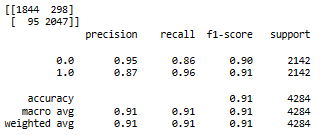 [[1844 298]
[ 95 2047]]
precision recall f1-score support
0.0 0.95 0.86 0.90 2142
1.0 0.87 0.96 0.91 2142
accuracy 0.91 4284
macro avg 0.91 0.91 0.91 4284
weighted avg 0.91 0.91 0.91 4284